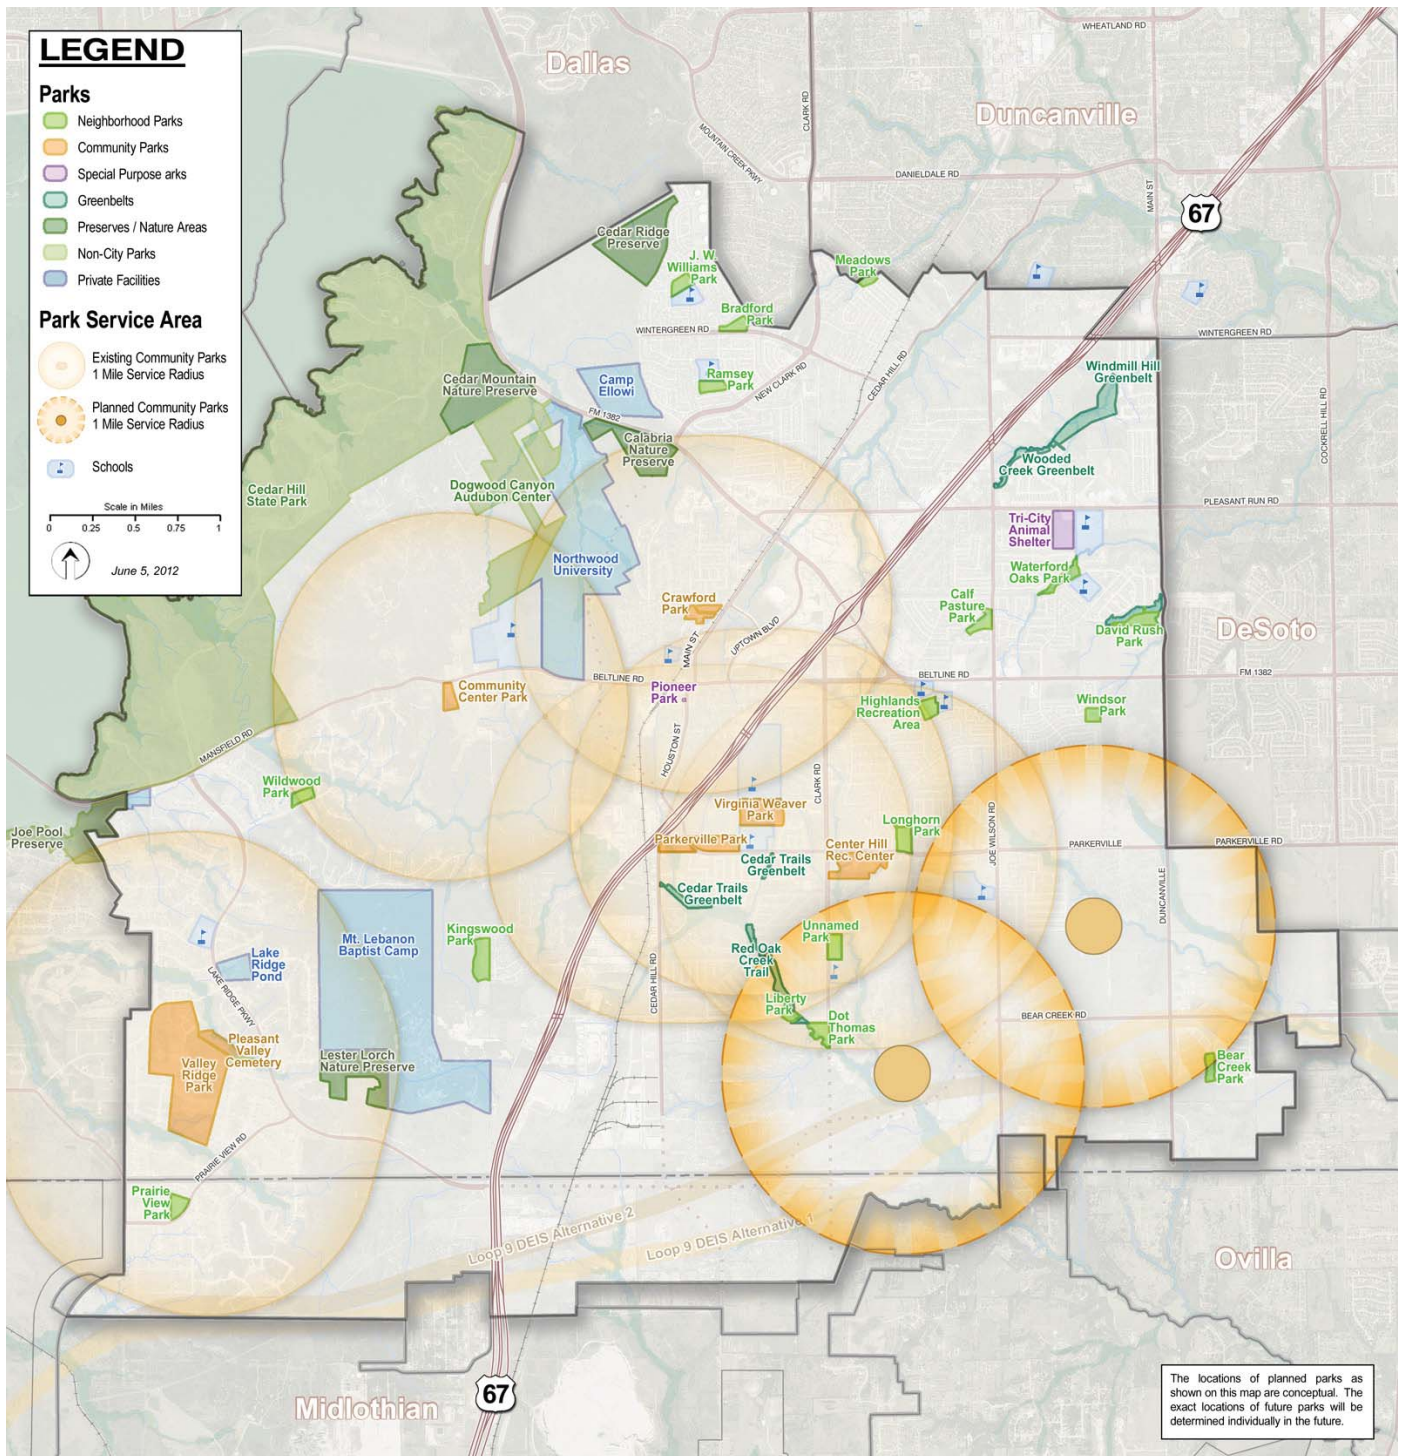 LEGEND
Parks
Neighborhood Parks
Community Parks
Special Purpose arks
Greenbelts
Preserves / Nature Areas
Non-City Parks
Private Facilities
Park Service Area
Existing Community Parks
1 Mile Service Radius
Planned Community Parks
1 Mile Service Radius
Schools
Scale in Miles
0 0.25 0.5 0.75 1
June 5, 2012
Dallas
WHEATLAND RD
CLARK RD
Duncanville
MOUNTAIN CREEK PKWY
DANIELDALE RD
MAIN ST
67
Cedar Ridge
Preserve
J. W.
Williams
Park
Meadows
Park
Bradford
Park
WINTERGREEN RD
WINTERGREEN RD
Cedar Mountain
Nature Preserve
Camp
Ellowi
Ramsey
Park
NEW CLARK RD
CEDAR HILL RD
Windmill Hill
Greenbelt
COCKRELL HILL RD
FM 1382
Calabria
Nature
Preserve
Wooded
Creek Greenbelt
Cedar Hill
State Park
Dogwood Canyon
Audubon Center
PLEASANT RUN RD
Tri-City
Animal
Shelter
Northwood
University
Waterford
Oaks Park
Crawford
Park
Calf
Pasture
Park
David Rush
Park
DeSoto
MAIN ST
UPTOWN BLVD
BELTLINE RD
BELTLINE RD
FM 1382
Community
Center Park
Pioneer
Park
Highlands
Recreation
Area
Windsor
Park
MANSFIELD RD
HOUSTON ST
Wildwood
Park
CLARK RD
Virginia Weaver
Park
Longhorn
Park
JOE WILSON RD
Joe Pool
Preserve
Parkerville Park
Center Hill
Rec. Center
PARKERVILLE
PARKERVILLE RD
Cedar Trails
Greenbelt
Cedar Trails
Greenbelt
DUNCANVILLE
Kingswood
Park
Unnamed
Park
Mt. Lebanon
Baptist Camp
Lake
Ridge
Pond
LAKE RIDGE PKWY
Red Oak
Creek
Trail
CEDAR HILL RD
Liberty
Park
Dot
Thomas
Park
BEAR CREEK RD
Pleasant
Valley
Cemetery
Valley
Ridge
Park
Lester Lorch
Nature Preserve
Bear
Creek
Park
PRAIRIE VIEW RD
Prairie
View
Park
Loop 9 DEIS Alternative 2
Loop 9 DEIS Alternative 1
Ovilla
67
Midlothian
The locations of planned parks as
shown on this map are conceptual. The
exact locations of future parks will be
determined individually in the future.